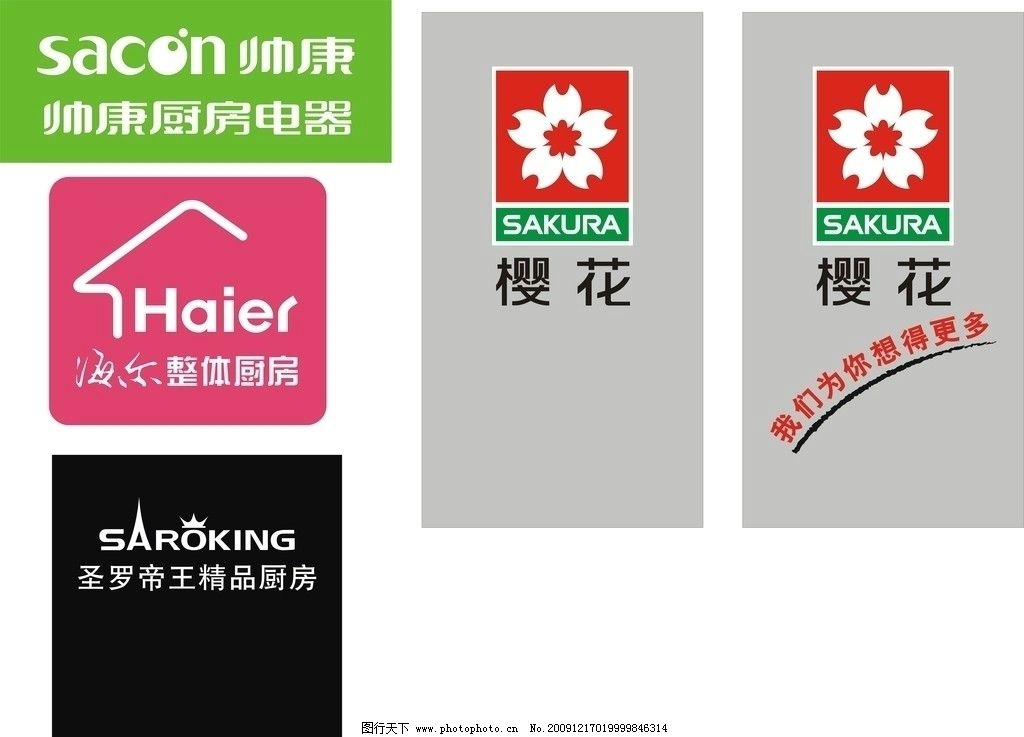 sacon 帅康
帅康厨房电器
Haier
海尔整体厨房
SAROKING
圣罗帝王精品厨房
SAKURA
樱花
SAKURA
樱花
我们为你想得更多
图行天下 www.photophoto.cn No.20091217019999846314